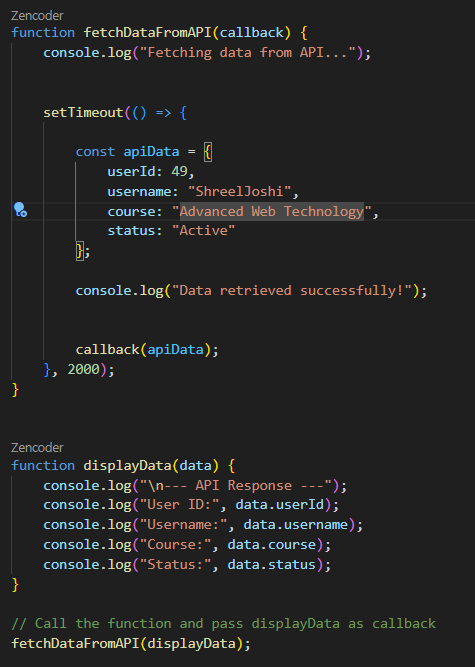 Zencoder
function fetchDataFromAPI(callback) {
    console.log("Fetching data from API...");
    setTimeout(() => {
        const apiData = {
            userId: 49,
            username: "ShreelJoshi",
            course: "Advanced Web Technology",
            status: "Active"
        };
        console.log("Data retrieved successfully!");
        callback(apiData);
    }, 2000);
}
Zencoder
function displayData(data) {
    console.log("\n--- API Response ---");
    console.log("User ID:", data.userId);
    console.log("Username:", data.username);
    console.log("Course:", data.course);
    console.log("Status:", data.status);
}
// Call the function and pass displayData as callback
fetchDataFromAPI(displayData);